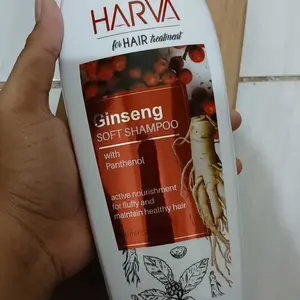 HARVA
for HAIR treatment
Ginseng
SOFT SHAMPOO
with
Panthenol
active nourishment
for fluffy and
maintain healthy hair